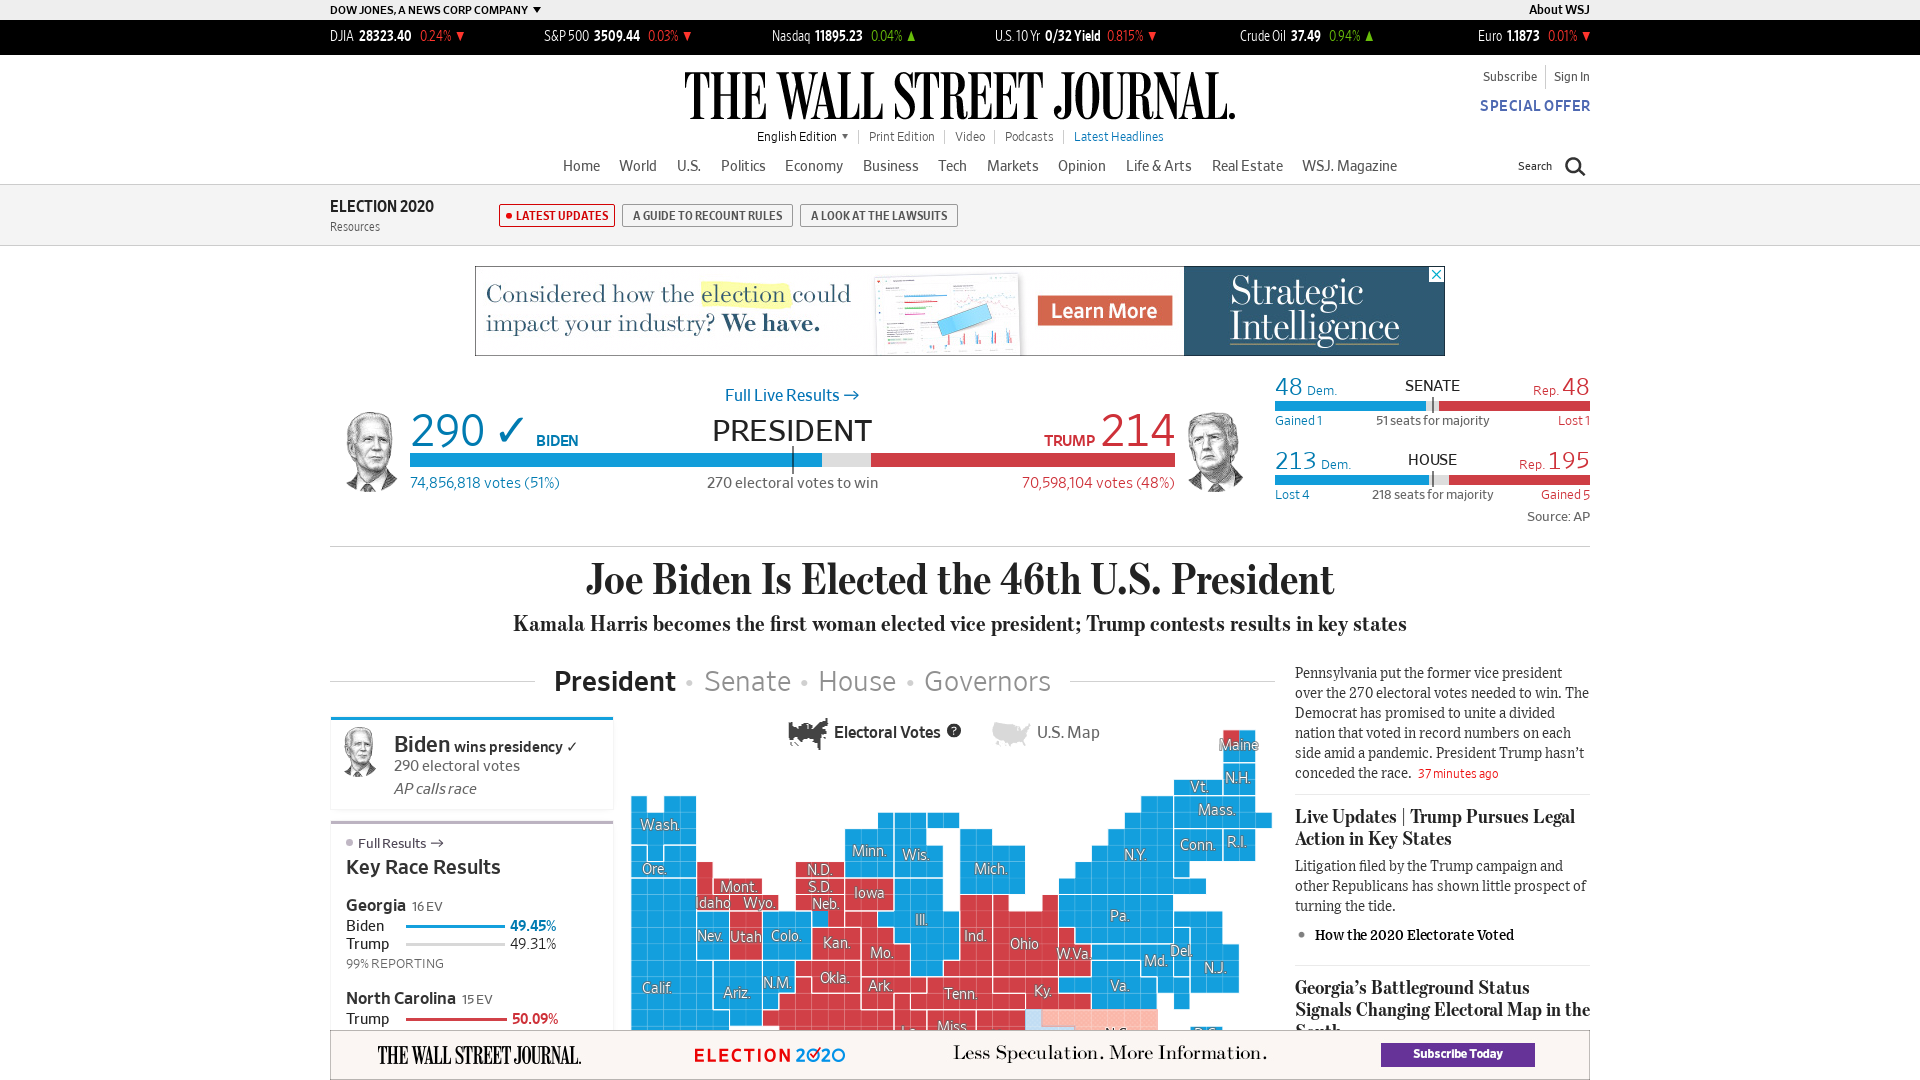 DOW JONES, A NEWS CORP COMPANY
About WSJ
DJIA 28323.40 0.24%
S&P 500 3509.44 0.03%
Nasdaq 11895.23 0.04%
U.S. 10 Yr 0/32 Yield 0.815%
Crude Oil 37.49 0.94%
Euro 1.1873 0.01%
THE WALL STREET JOURNAL.
Subscribe
Sign In
SPECIAL OFFER
English Edition
Print Edition
Video
Podcasts
Latest Headlines
Home World U.S. Politics Economy Business Tech Markets Opinion Life & Arts Real Estate WSJ. Magazine
Search
ELECTION 2020
Resources
LATEST UPDATES
A GUIDE TO RECOUNT RULES
A LOOK AT THE LAWSUITS
Considered how the election could
impact your industry? We have.
Learn More
Strategic
Intelligence
Full Live Results →
290 ✓ BIDEN
PRESIDENT
TRUMP 214
74,856,818 votes (51%)
270 electoral votes to win
70,598,104 votes (48%)
48 Dem.
SENATE
Rep. 48
Gained 1
51 seats for majority
Lost 1
213 Dem.
HOUSE
Rep. 195
Lost 4
218 seats for majority
Gained 5
Source: AP
Joe Biden Is Elected the 46th U.S. President
Kamala Harris becomes the first woman elected vice president; Trump contests results in key states
President • Senate • House • Governors
Biden wins presidency ✓
290 electoral votes
AP calls race
Full Results →
Key Race Results
Georgia 16 EV
Biden 49.45%
Trump 49.31%
99% REPORTING
North Carolina 15 EV
Trump 50.09%
Electoral Votes ?
U.S. Map
Maine
N.H.
Vt.
Mass.
Wash.
Conn.
R.I.
Minn.
Wis.
N.Y.
Ore.
N.D.
Mich.
Mont.
S.D.
Iowa
Idaho
Wyo.
Neb.
Ill.
Pa.
Nev.
Utah
Colo.
Kan.
Ind.
Ohio
Mo.
W.Va.
Md.
Del.
N.J.
Calif.
Ariz.
N.M.
Okla.
Ark.
Tenn.
Ky.
Va.
Miss.
Pennsylvania put the former vice president
over the 270 electoral votes needed to win. The
Democrat has promised to unite a divided
nation that voted in record numbers on each
side amid a pandemic. President Trump hasn’t
conceded the race. 37 minutes ago
Live Updates | Trump Pursues Legal
Action in Key States
Litigation filed by the Trump campaign and
other Republicans has shown little prospect of
turning the tide.
How the 2020 Electorate Voted
Georgia’s Battleground Status
Signals Changing Electoral Map in the
South
THE WALL STREET JOURNAL.
ELECTION 2020
Less Speculation. More Information.
Subscribe Today